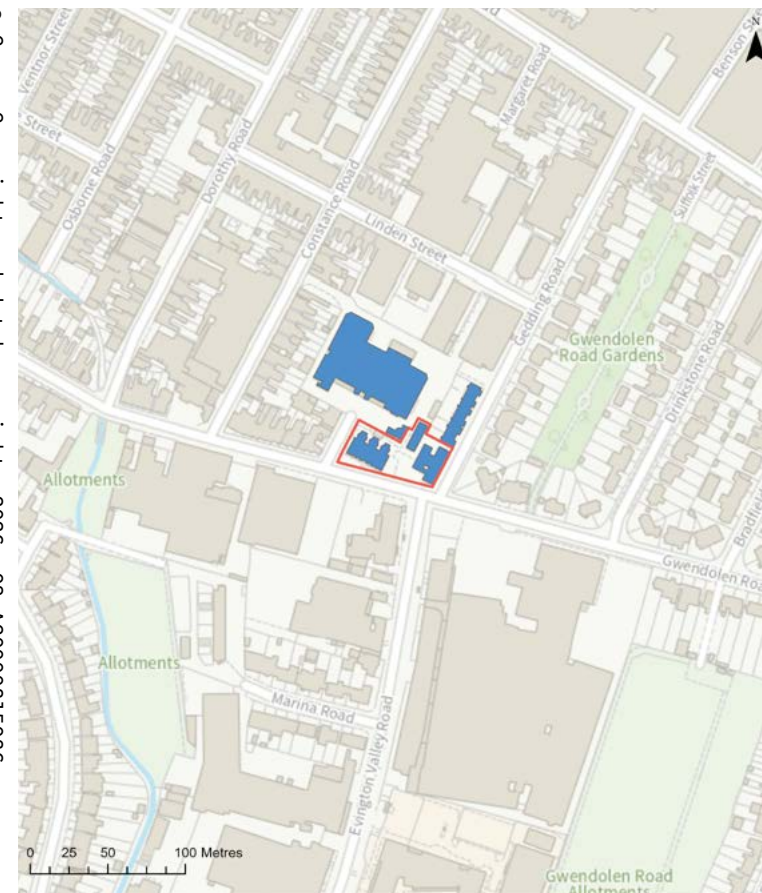 N
Ventnor Street
Street
Osborne Road
Dorothy Road
Constance Road
Linden Street
Margaret Road
Benson
Suffolk Street
Gedding Road
Gwendolen
Road Gardens
Drinkstone Road
Allotments
Gwendolen
Allotments
Marina Road
Evington Valley Road
0 25 50 100 Metres
Gwendolen Road
Allotments